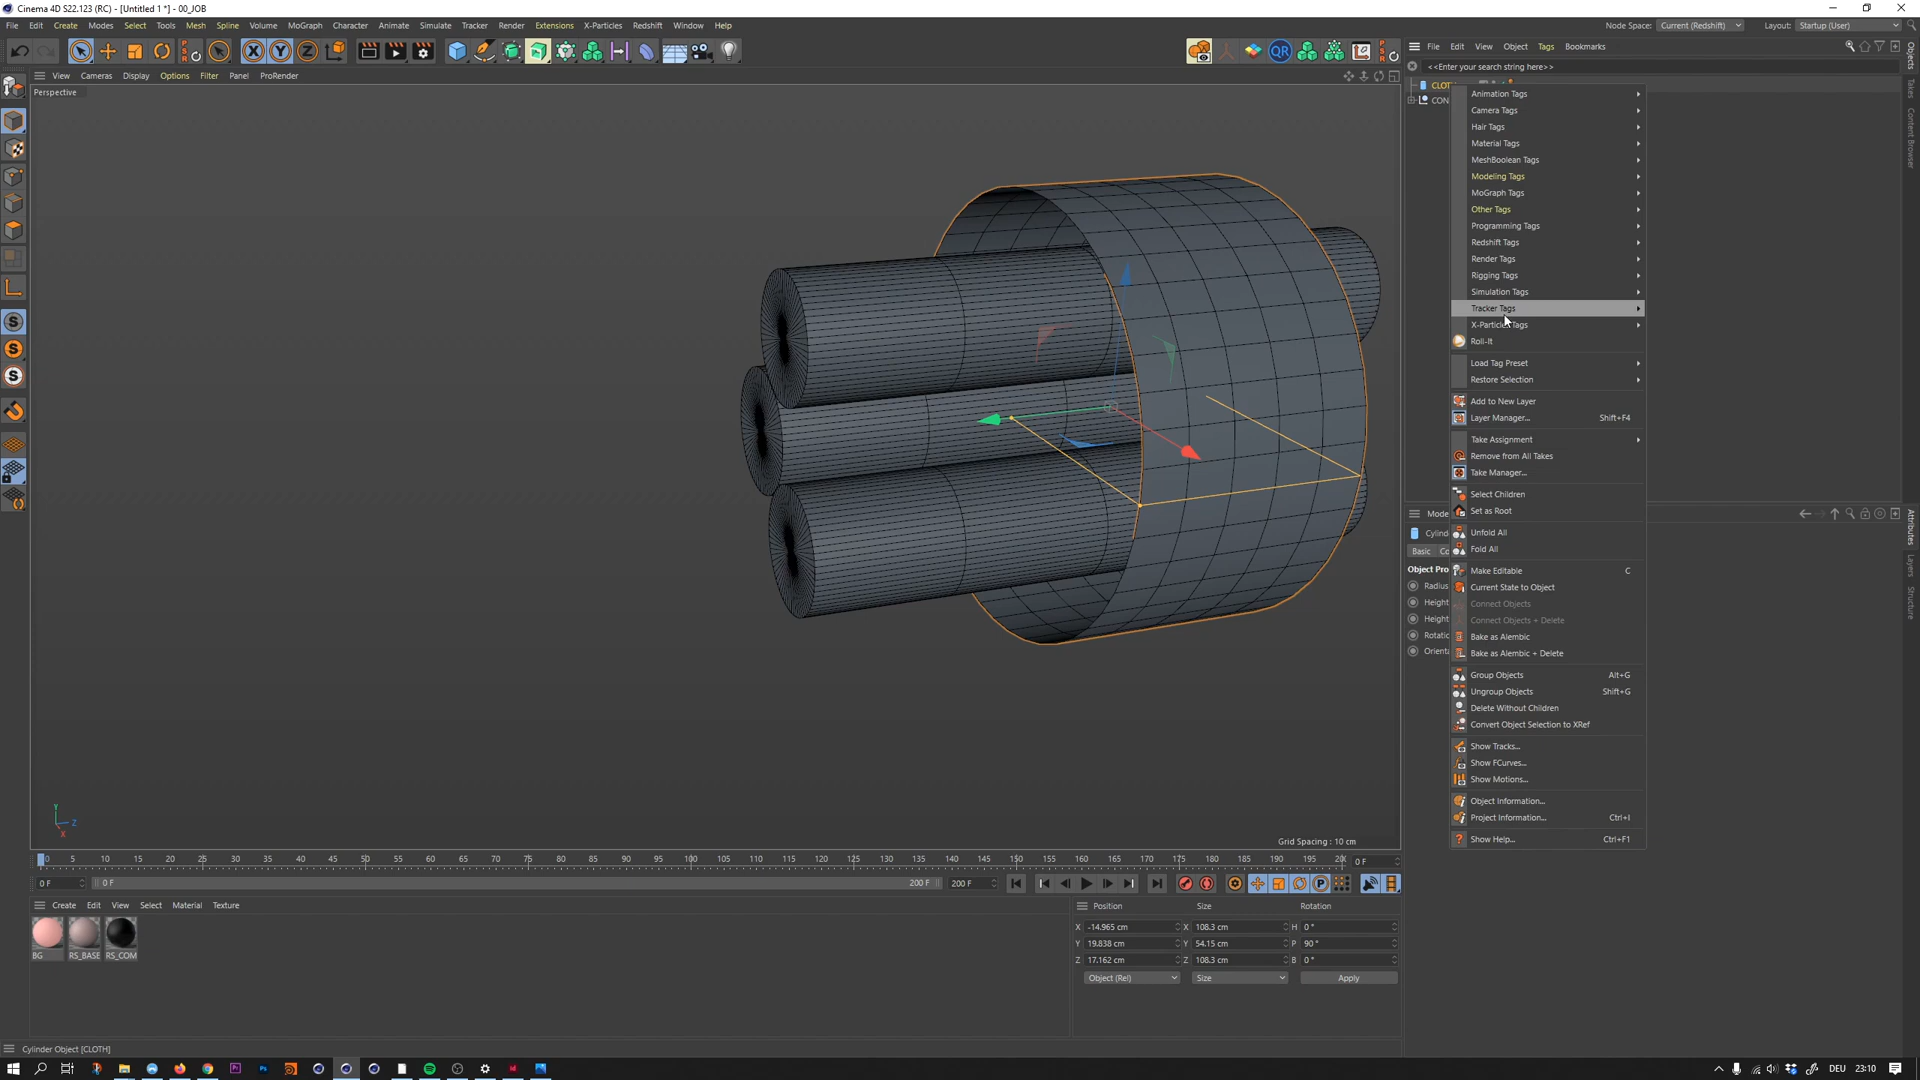 Cinema 4D S22.123 (RC) - [Untitled 1 *] - 00_JOB
File Edit Create Modes Select Tools Mesh Spline Volume MoGraph Character Animate Simulate Tracker Render Extensions X-Particles Redshift Window Help
Node Space: Current (Redshift) Layout: Startup (User)
File Edit View Object Tags Bookmarks
<<Enter your search string here>>
View Cameras Display Options Filter Panel ProRender
Perspective
CLOT
CON
Animation Tags
Camera Tags
Hair Tags
Material Tags
MeshBoolean Tags
Modeling Tags
MoGraph Tags
Other Tags
Programming Tags
Redshift Tags
Render Tags
Rigging Tags
Simulation Tags
Tracker Tags
X-Particles Tags
Roll-It
Load Tag Preset
Restore Selection
Add to New Layer
Layer Manager... Shift+F4
Take Assignment
Remove from All Takes
Take Manager...
Select Children
Set as Root
Unfold All
Fold All
Make Editable C
Current State to Object
Connect Objects
Connect Objects + Delete
Bake as Alembic
Bake as Alembic + Delete
Group Objects Alt+G
Ungroup Objects Shift+G
Delete Without Children
Convert Object Selection to XRef
Show Tracks...
Show FCurves...
Show Motions...
Object Information...
Project Information... Ctrl+I
Show Help... Ctrl+F1
Mode
Cylind
Basic Co
Object Pro
Radius
Height
Height
Rotatio
Orienta
Objects
Takes
Content Browser
Attributes
Layers
Structure
Y
Z
X
Grid Spacing : 10 cm
0 5 10 15 20 25 30 35 40 45 50 55 60 65 70 75 80 85 90 95 100 105 110 115 120 125 130 135 140 145 150 155 160 165 170 175 180 185 190 195 20 0 F
0 F 0 F 200 F 200 F
Create Edit View Select Material Texture
BG RS_BASE RS_COM
Position Size Rotation
X -14.965 cm X 108.3 cm H 0 °
Y 19.838 cm Y 54.15 cm P 90 °
Z 17.162 cm Z 108.3 cm B 0 °
Object (Rel) Size Apply
Cylinder Object [CLOTH]
DEU 23:10